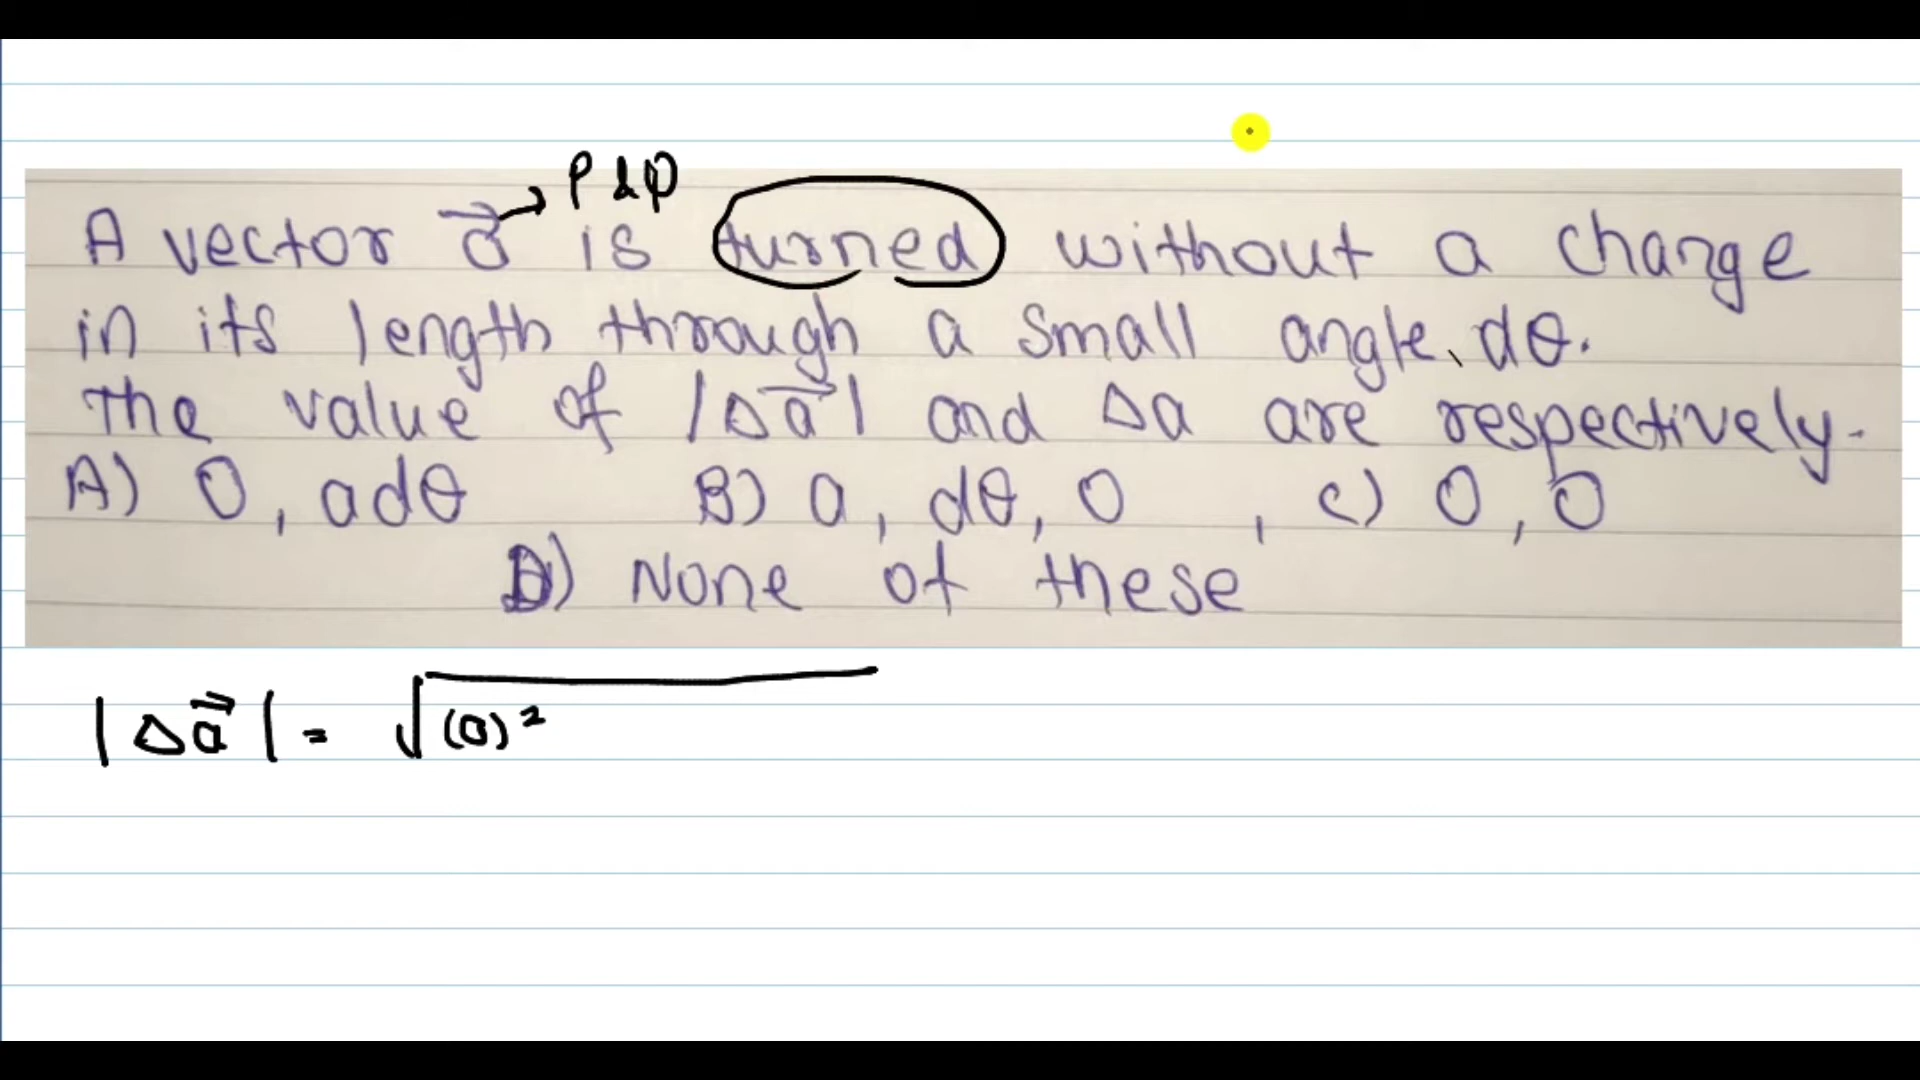 P & Q
A vector a⃗ is turned without a change
in its length through a small angle, dθ.
The value of |Δa⃗| and Δa are respectively-
A) 0, adθ B) a, dθ, 0 , c) 0, 0
D) None of these
|Δa⃗| = √(a)²